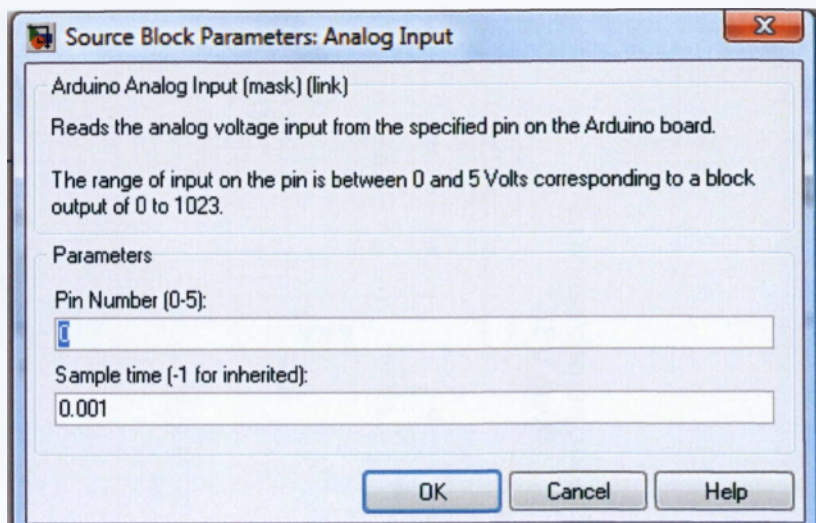 Source Block Parameters: Analog Input
Arduino Analog Input (mask) (link)
Reads the analog voltage input from the specified pin on the Arduino board.
The range of input on the pin is between 0 and 5 Volts corresponding to a block
output of 0 to 1023.
Parameters
Pin Number (0-5):
0
Sample time (-1 for inherited):
0.001
OK Cancel Help